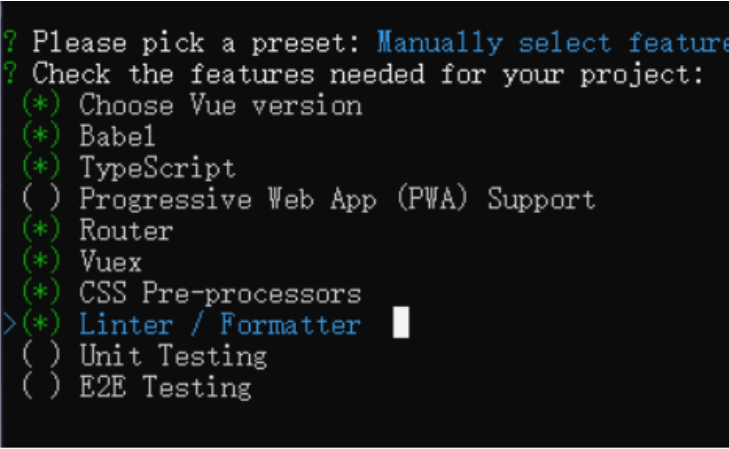 ? Please pick a preset: Manually select feature
? Check the features needed for your project:
(*) Choose Vue version
(*) Babel
(*) TypeScript
( ) Progressive Web App (PWA) Support
(*) Router
(*) Vuex
(*) CSS Pre-processors
>(*) Linter / Formatter
( ) Unit Testing
( ) E2E Testing